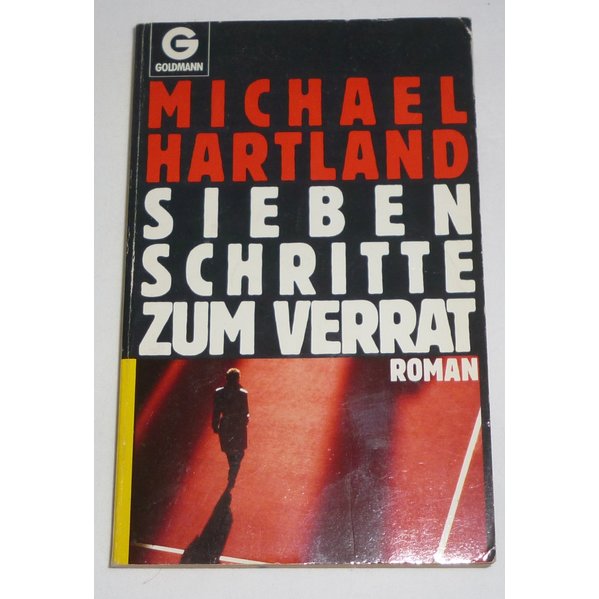 G
GOLDMANN
MICHAEL
HARTLAND
SIEBEN
SCHRITTE
ZUM VERRAT
ROMAN